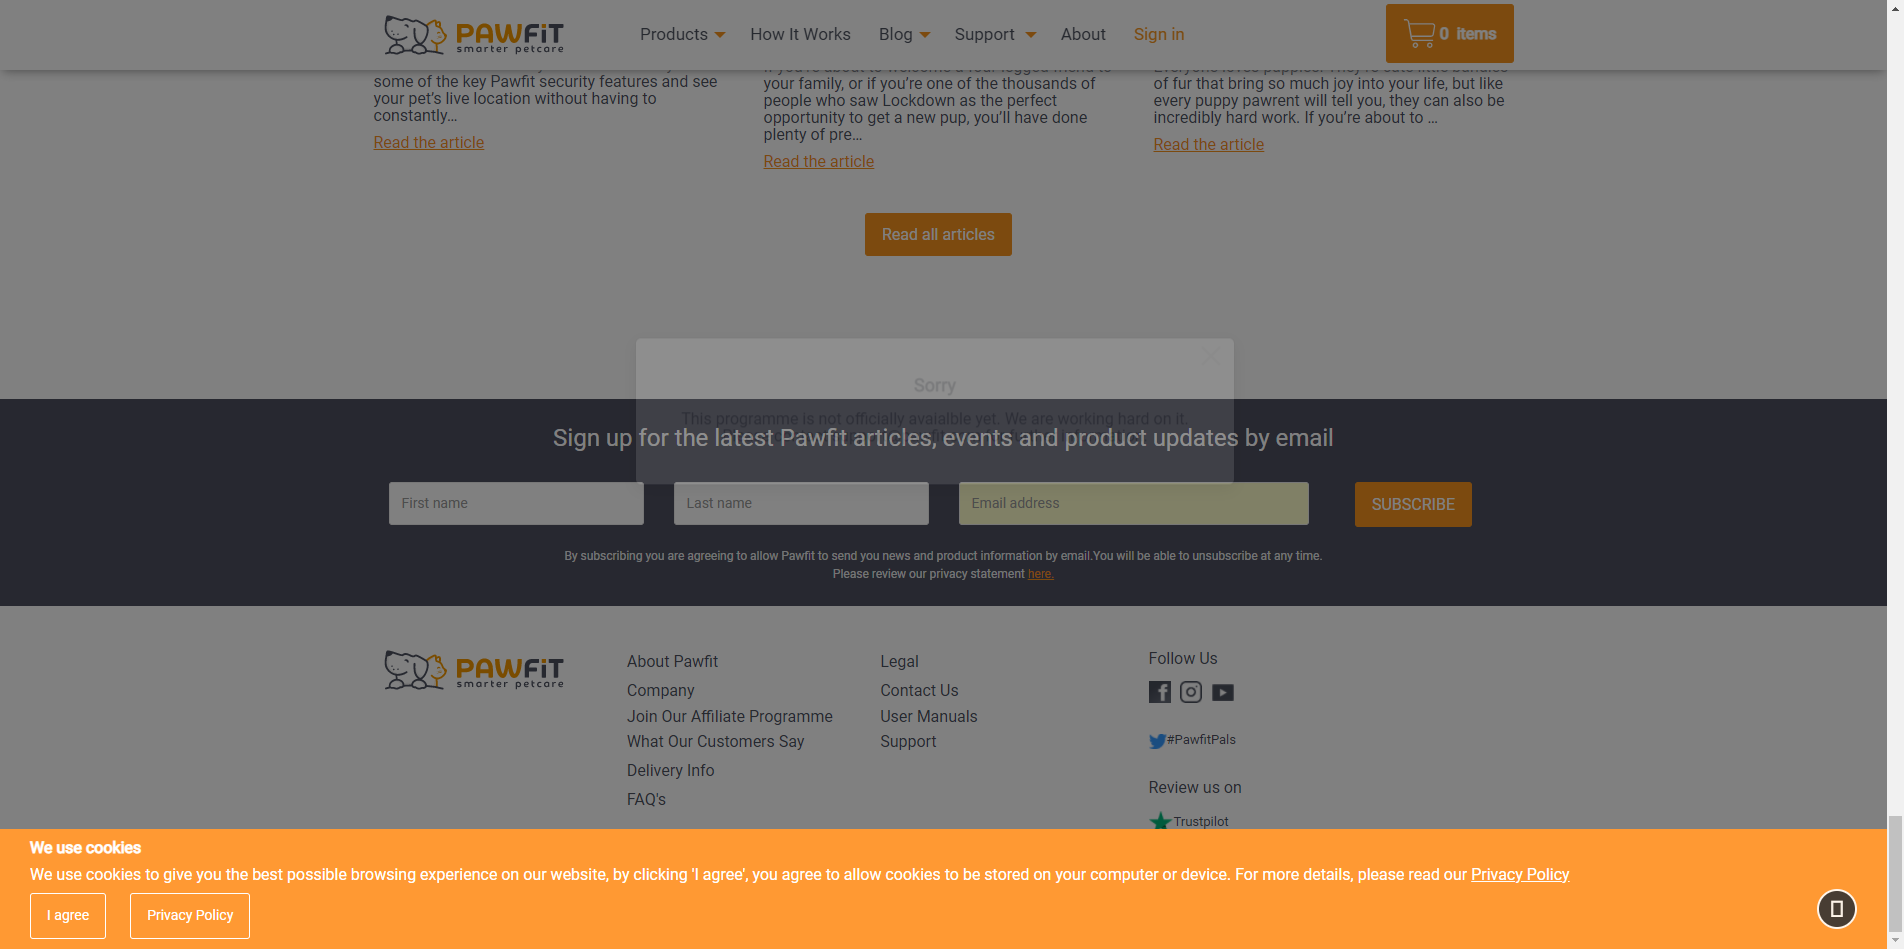 PAWFIT
smarter petcare
Products
How It Works
Blog
Support
About
Sign in
0 items
some of the key Pawfit security features and see
your pet's live location without having to
constantly…
Read the article
your family, or if you're one of the thousands of
people who saw Lockdown as the perfect
opportunity to get a new pup, you'll have done
plenty of pre…
Read the article
of fur that bring so much joy into your life, but like
every puppy pawrent will tell you, they can also be
incredibly hard work. If you're about to …
Read the article
Read all articles
Sorry
This programme is not officially avaialble yet. We are working hard on it.
Sign up for the latest Pawfit articles, events and product updates by email
First name
Last name
Email address
SUBSCRIBE
By subscribing you are agreeing to allow Pawfit to send you news and product information by email.You will be able to unsubscribe at any time.
Please review our privacy statement here.
PAWFIT
smarter petcare
About Pawfit
Company
Join Our Affiliate Programme
What Our Customers Say
Delivery Info
FAQ's
Legal
Contact Us
User Manuals
Support
Follow Us
#PawfitPals
Review us on
Trustpilot
We use cookies
We use cookies to give you the best possible browsing experience on our website, by clicking 'I agree', you agree to allow cookies to be stored on your computer or device. For more details, please read our Privacy Policy
I agree
Privacy Policy